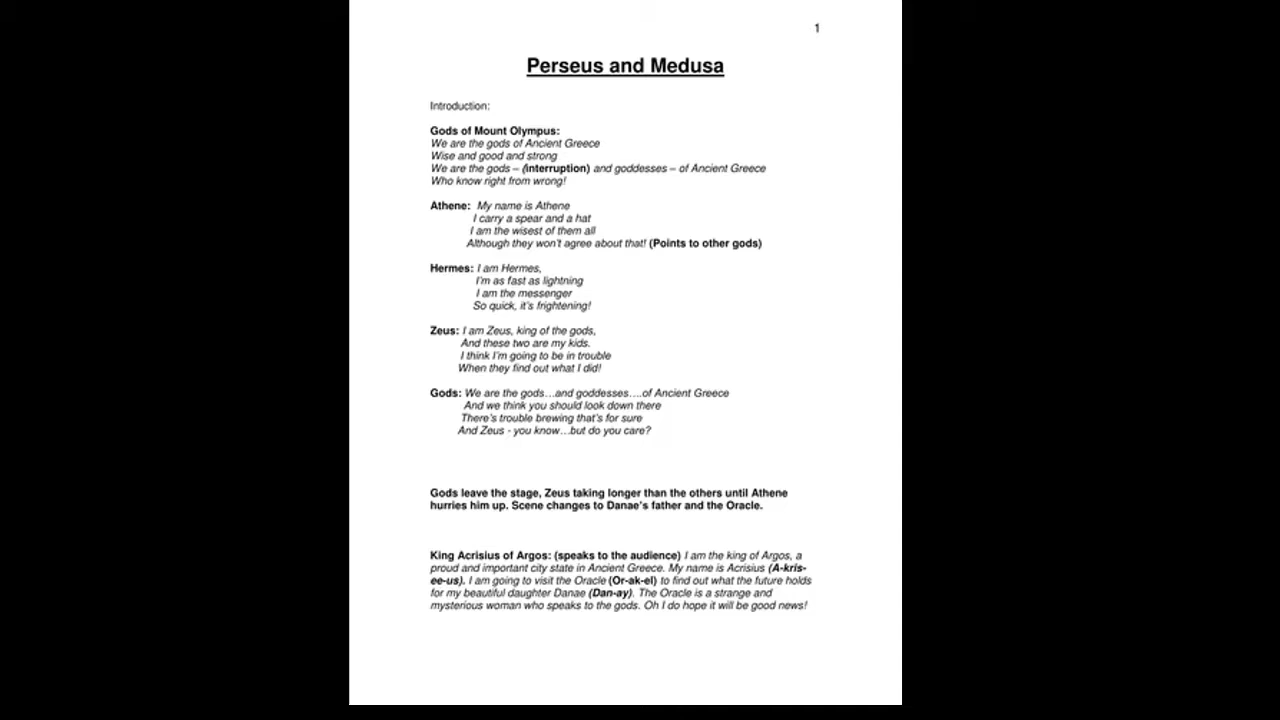 1
Perseus and Medusa
Introduction:
Gods of Mount Olympus:
We are the gods of Ancient Greece
Wise and good and strong
We are the gods – (interruption) and goddesses – of Ancient Greece
Who know right from wrong!
Athene: My name is Athene
I carry a spear and a hat
I am the wisest of them all
Although they won't agree about that! (Points to other gods)
Hermes: I am Hermes,
I'm as fast as lightning
I am the messenger
So quick, it's frightening!
Zeus: I am Zeus, king of the gods,
And these two are my kids.
I think I'm going to be in trouble
When they find out what I did!
Gods: We are the gods…and goddesses….of Ancient Greece
And we think you should look down there
There's trouble brewing that's for sure
And Zeus - you know…but do you care?
Gods leave the stage, Zeus taking longer than the others until Athene
hurries him up. Scene changes to Danae's father and the Oracle.
King Acrisius of Argos: (speaks to the audience) I am the king of Argos, a
proud and important city state in Ancient Greece. My name is Acrisius (A-kris-
ee-us). I am going to visit the Oracle (Or-ak-el) to find out what the future holds
for my beautiful daughter Danae (Dan-ay). The Oracle is a strange and
mysterious woman who speaks to the gods. Oh I do hope it will be good news!